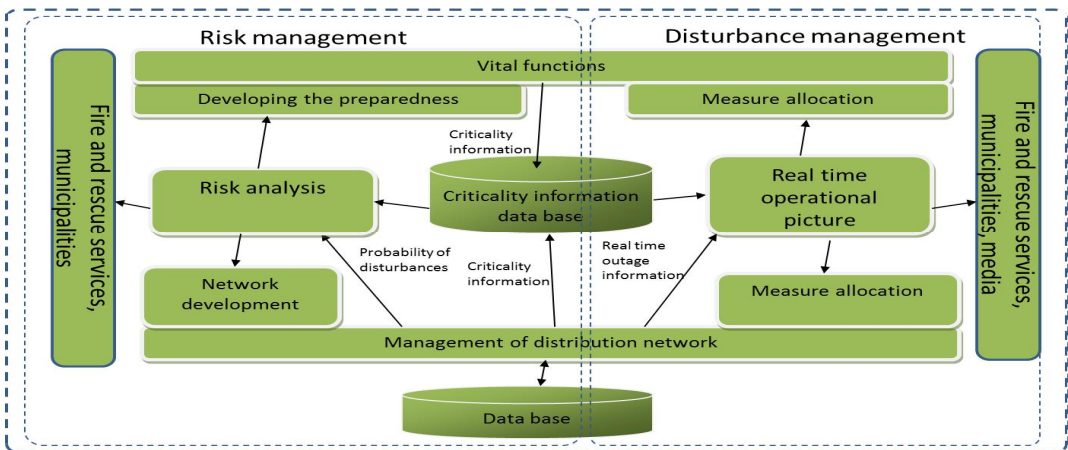 Risk management
Disturbance management
Vital functions
Developing the preparedness
Measure allocation
Fire and rescue services,
municipalities
Criticality
information
Risk analysis
Criticality information
data base
Real time
operational
picture
Fire and rescue services,
municipalities, media
Probability of
disturbances
Criticality
information
Real time
outage
information
Network
development
Measure allocation
Management of distribution network
Data base